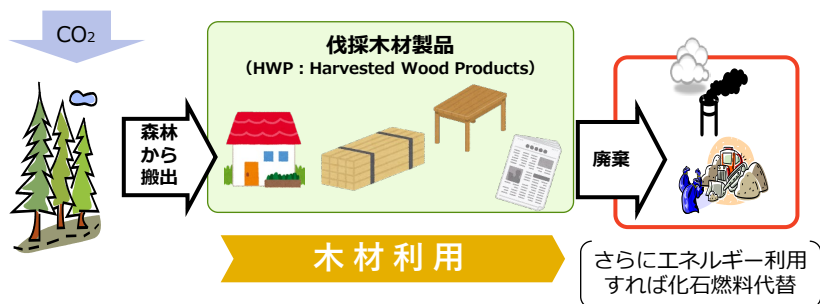 CO₂
伐採木材製品
（HWP：Harvested Wood Products）
森林
から
搬出
廃棄
木材利用
さらにエネルギー利用
すれば化石燃料代替